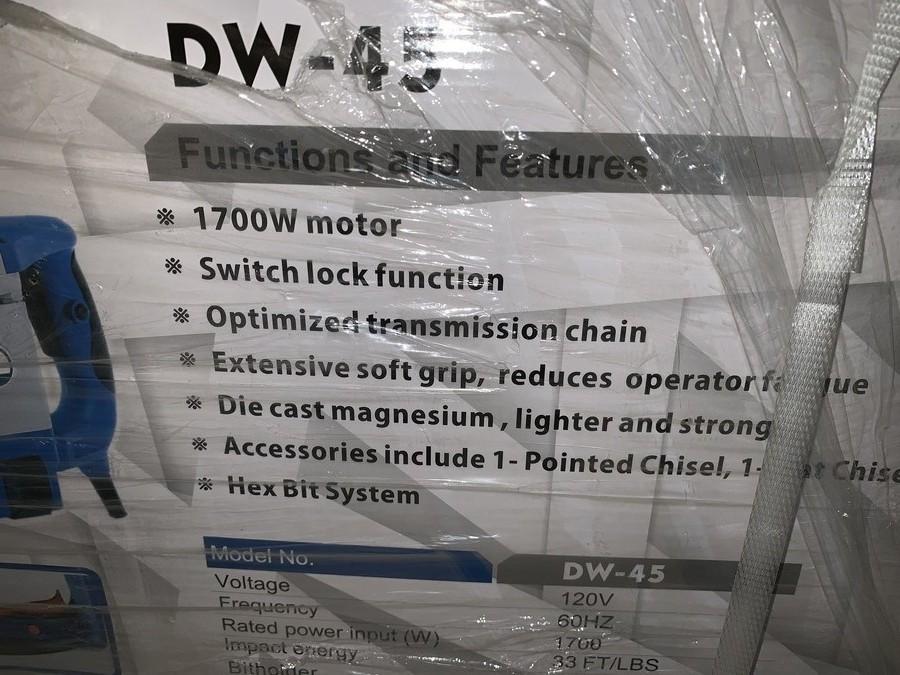 DW-45
Functions and Features
※ 1700W motor
※ Switch lock function
※ Optimized transmission chain
※ Extensive soft grip, reduces operator
※ Die cast magnesium, lighter and strong
※ Accessories include 1- Pointed Chisel, 1-
※ Hex Bit System
Model No. DW-45
Voltage 120V
Frequency 60HZ
Rated power input (W) 1700
Impact energy 33 FT/LBS
Bitholder